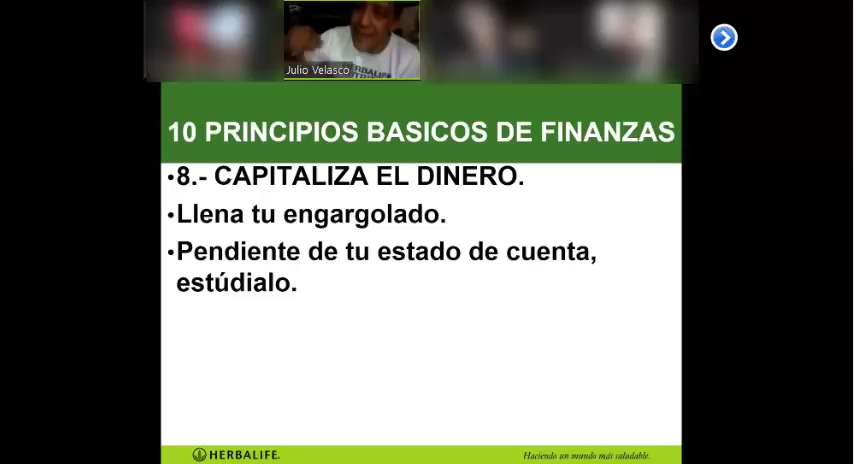 Julio Velasco
HERBALIFE
10 PRINCIPIOS BASICOS DE FINANZAS
•8.- CAPITALIZA EL DINERO.
•Llena tu engargolado.
•Pendiente de tu estado de cuenta,
estúdialo.
HERBALIFE.
Haciendo un mundo más saludable.